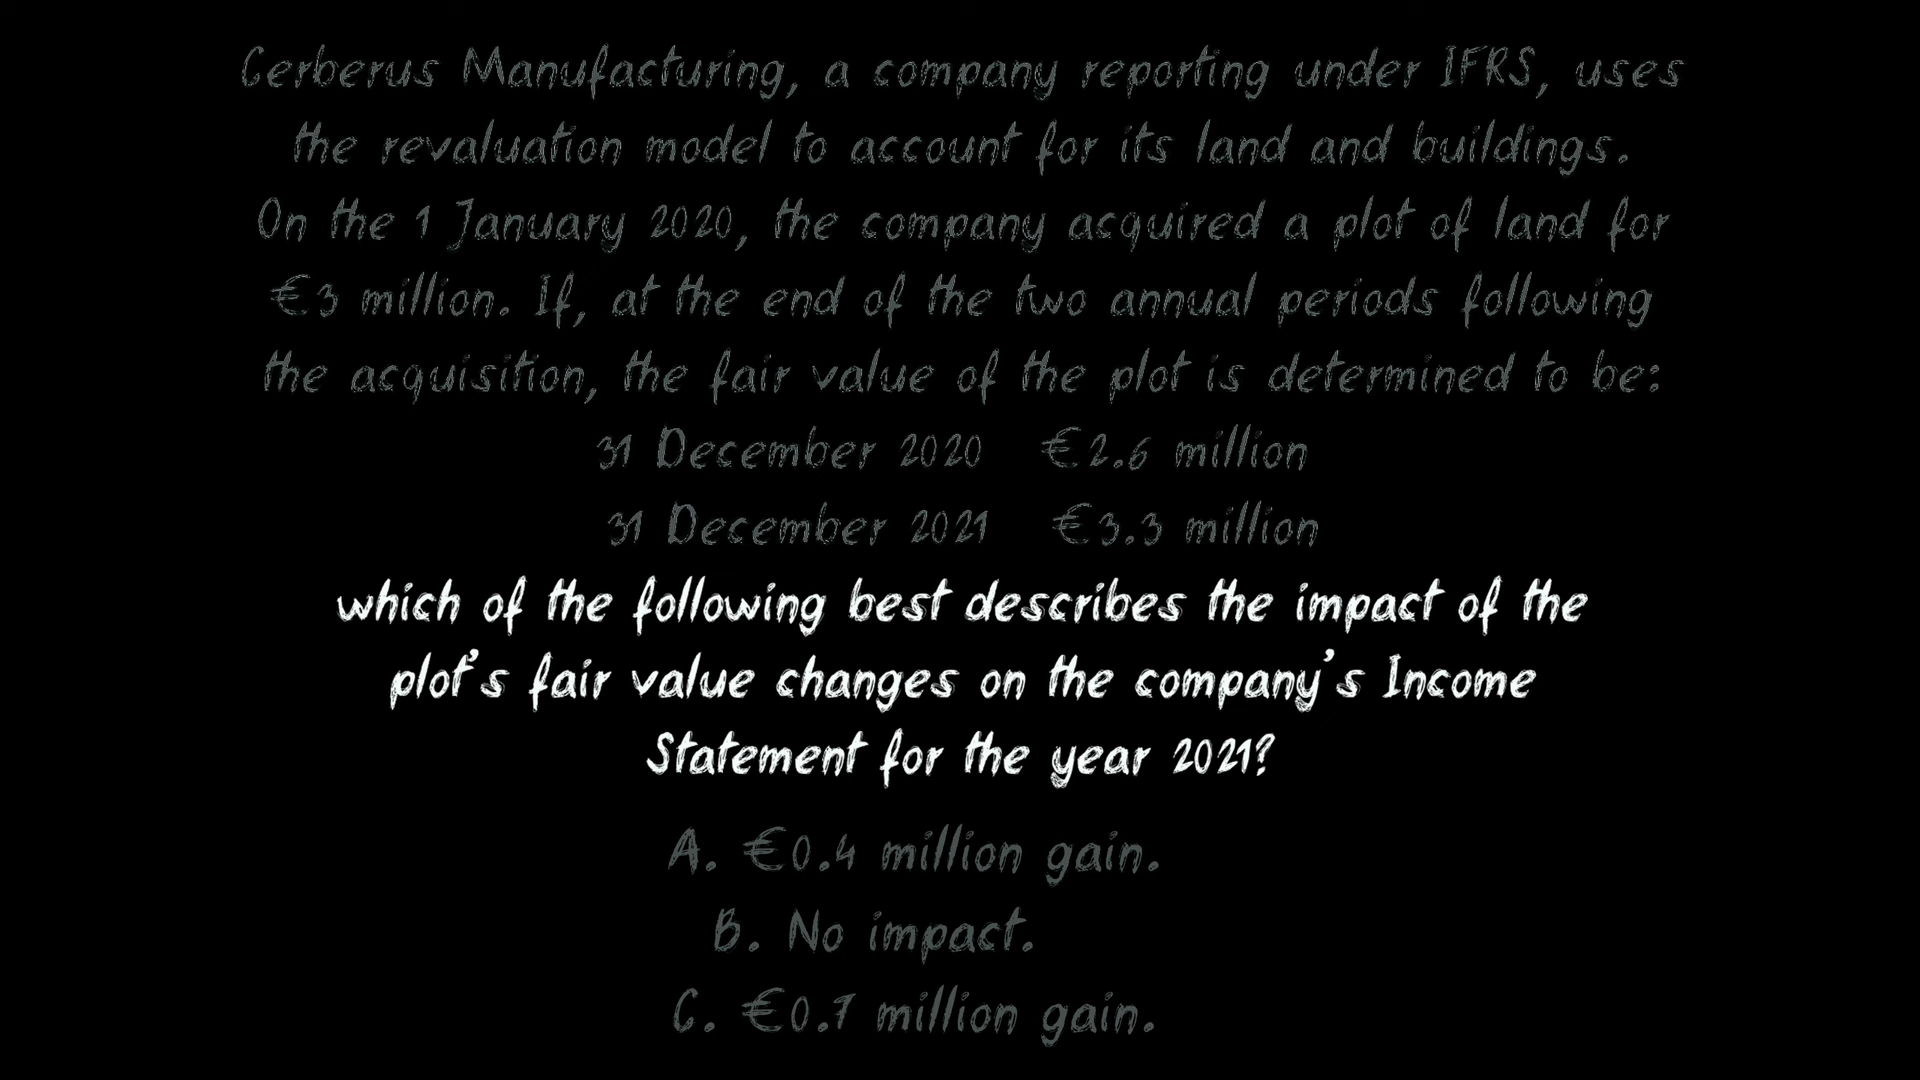 Cerberus Manufacturing, a company reporting under IFRS, uses
the revaluation model to account for its land and buildings.
On the 1 January 2020, the company acquired a plot of land for
€3 million. If, at the end of the two annual periods following
the acquisition, the fair value of the plot is determined to be:
31 December 2020 €2.6 million
31 December 2021 €3.3 million
which of the following best describes the impact of the
plot's fair value changes on the company's Income
Statement for the year 2021?
A. €0.4 million gain.
B. No impact.
C. €0.7 million gain.